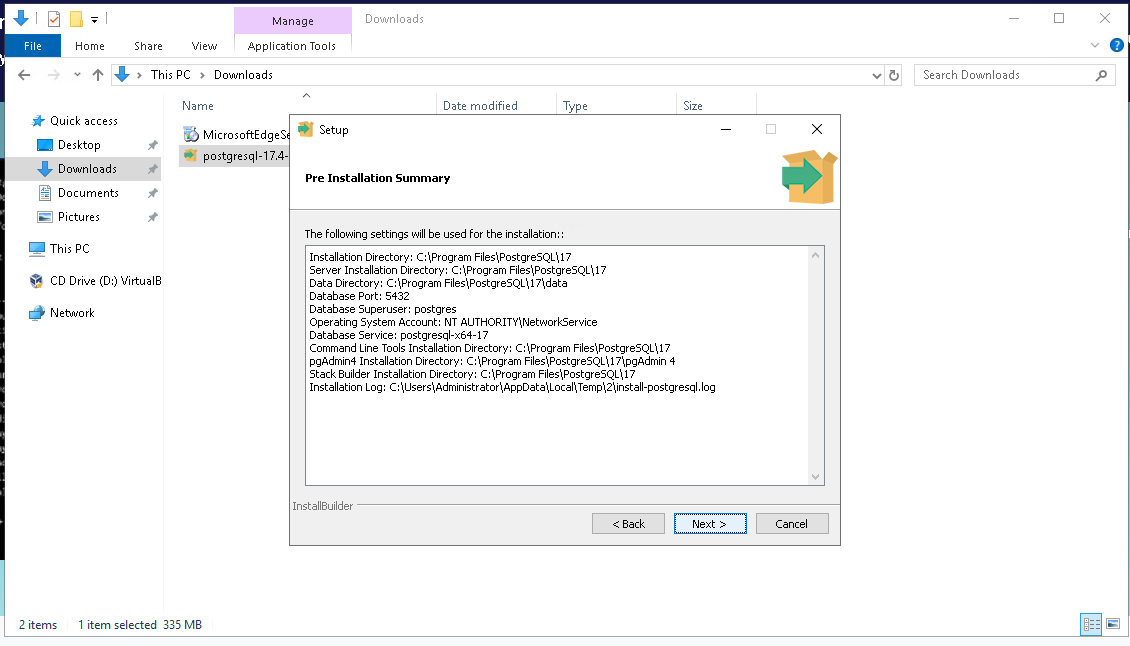 Manage
Downloads
File
Home
Share
View
Application Tools
This PC
Downloads
Search Downloads
Name
Date modified
Type
Size
Quick access
Desktop
Downloads
Documents
Pictures
This PC
CD Drive (D:) VirtualB
Network
MicrosoftEdgeSe
postgresql-17.4-
Setup
Pre Installation Summary
The following settings will be used for the installation::
Installation Directory: C:\Program Files\PostgreSQL\17
Server Installation Directory: C:\Program Files\PostgreSQL\17
Data Directory: C:\Program Files\PostgreSQL\17\data
Database Port: 5432
Database Superuser: postgres
Operating System Account: NT AUTHORITY\NetworkService
Database Service: postgresql-x64-17
Command Line Tools Installation Directory: C:\Program Files\PostgreSQL\17
pgAdmin4 Installation Directory: C:\Program Files\PostgreSQL\17\pgAdmin 4
Stack Builder Installation Directory: C:\Program Files\PostgreSQL\17
Installation Log: C:\Users\Administrator\AppData\Local\Temp\2\install-postgresql.log
InstallBuilder
< Back
Next >
Cancel
2 items
1 item selected 335 MB